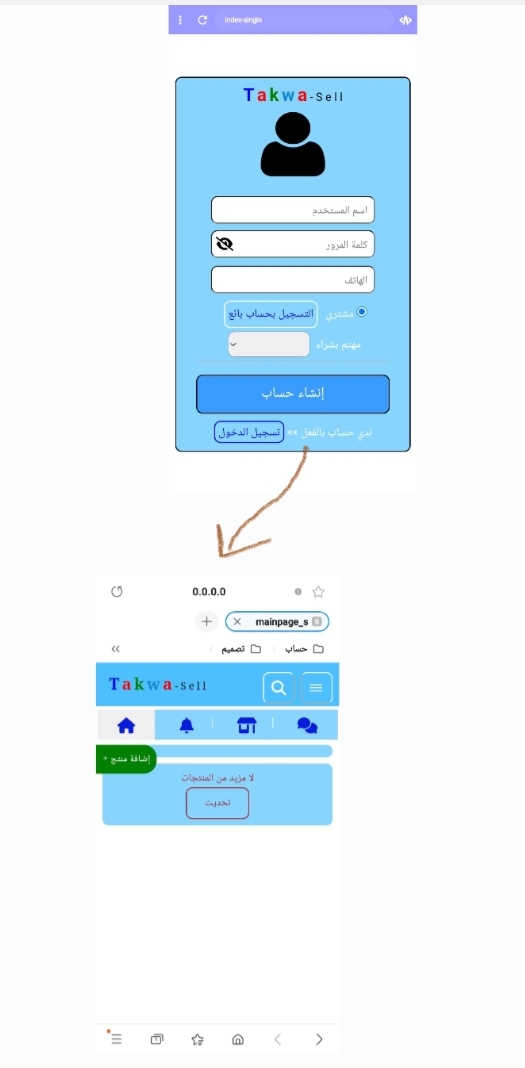 index-singin
Takwa-Sell
اسم المستخدم
كلمة المرور
الهاتف
مشتري التسجيل بحساب بائع
مهتم بشراء
إنشاء حساب
لدي حساب بالفعل «« تسجيل الدخول
0.0.0.0
mainpage_s
حساب تصميم
Takwa-Sell
إضافة منتج +
لا مزيد من المنتجات
تحديث